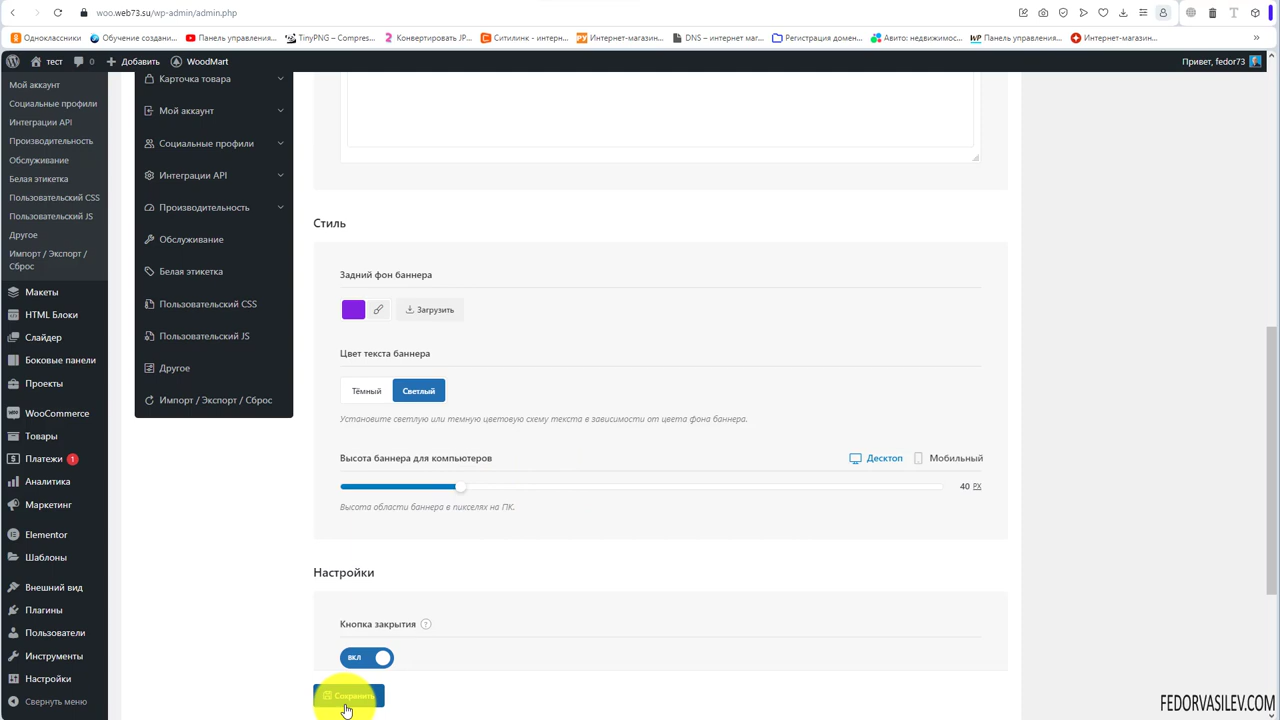 woo.web73.su/wp-admin/admin.php
Одноклассники
Обучение создани...
Панель управления...
TinyPNG – Compres...
Конвертировать JP...
Ситилинк - интерн...
Интернет-магазин...
DNS – интернет маг...
Регистрация домен...
Авито: недвижимос...
Панель управления...
Интернет-магазин...
тест
0
Добавить
WoodMart
Привет, fedor73
Мой аккаунт
Социальные профили
Интеграции API
Производительность
Обслуживание
Белая этикетка
Пользовательский CSS
Пользовательский JS
Другое
Импорт / Экспорт /
Сброс
Макеты
HTML Блоки
Слайдер
Боковые панели
Проекты
WooCommerce
Товары
Платежи 1
Аналитика
Маркетинг
Elementor
Шаблоны
Внешний вид
Плагины
Пользователи
Инструменты
Настройки
Свернуть меню
Карточка товара
Мой аккаунт
Социальные профили
Интеграции API
Производительность
Обслуживание
Белая этикетка
Пользовательский CSS
Пользовательский JS
Другое
Импорт / Экспорт / Сброс
Стиль
Задний фон баннера
Загрузить
Цвет текста баннера
Тёмный
Светлый
Установите светлую или темную цветовую схему текста в зависимости от цвета фона баннера.
Высота баннера для компьютеров
Десктоп
Мобильный
40 PX
Высота области баннера в пикселях на ПК.
Настройки
Кнопка закрытия ?
ВКЛ
Сохранить
FEDORVASILEV.COM